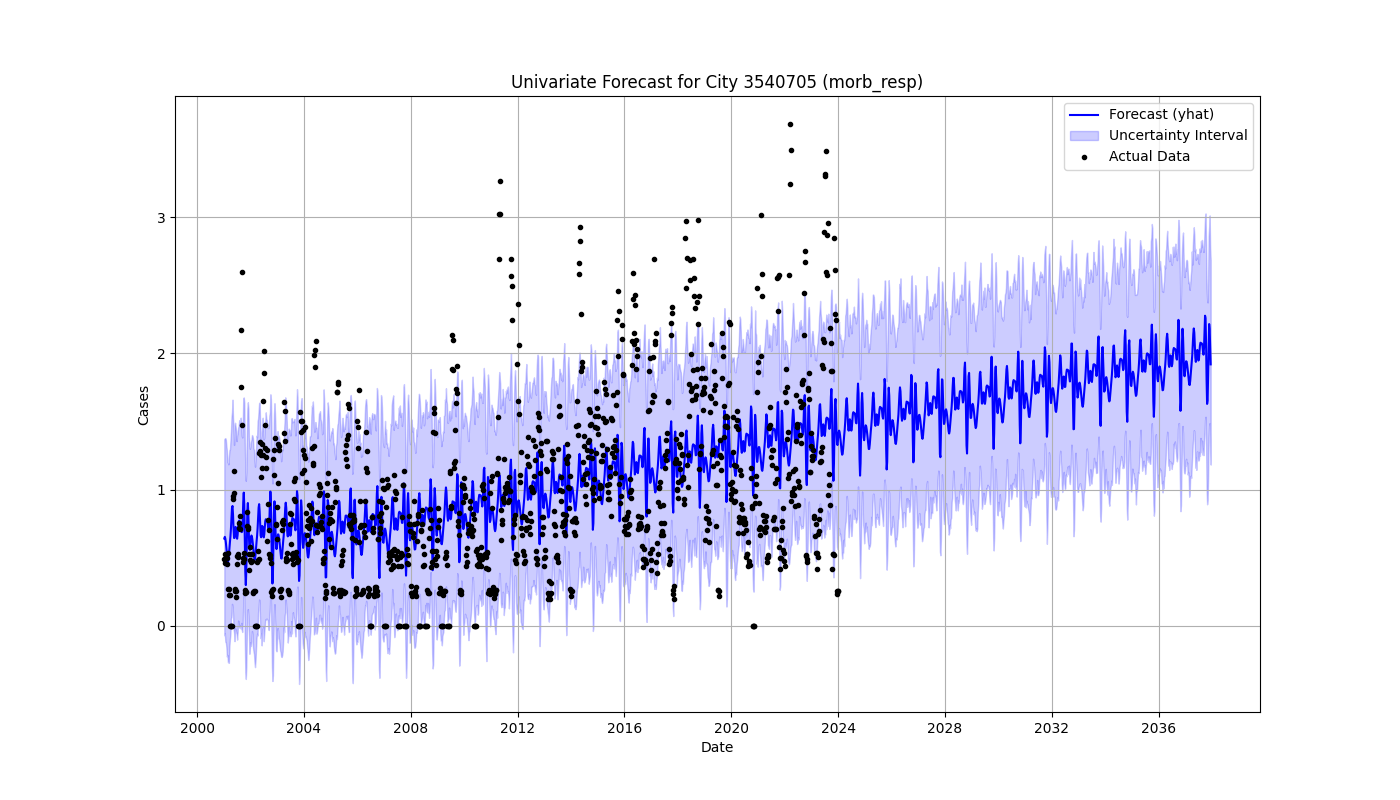 Univariate Forecast for City 3540705 (morb_resp)
Forecast (yhat)
Uncertainty Interval
Actual Data
Cases
3
2
1
0
2000 2004 2008 2012 2016 2020 2024 2028 2032 2036
Date